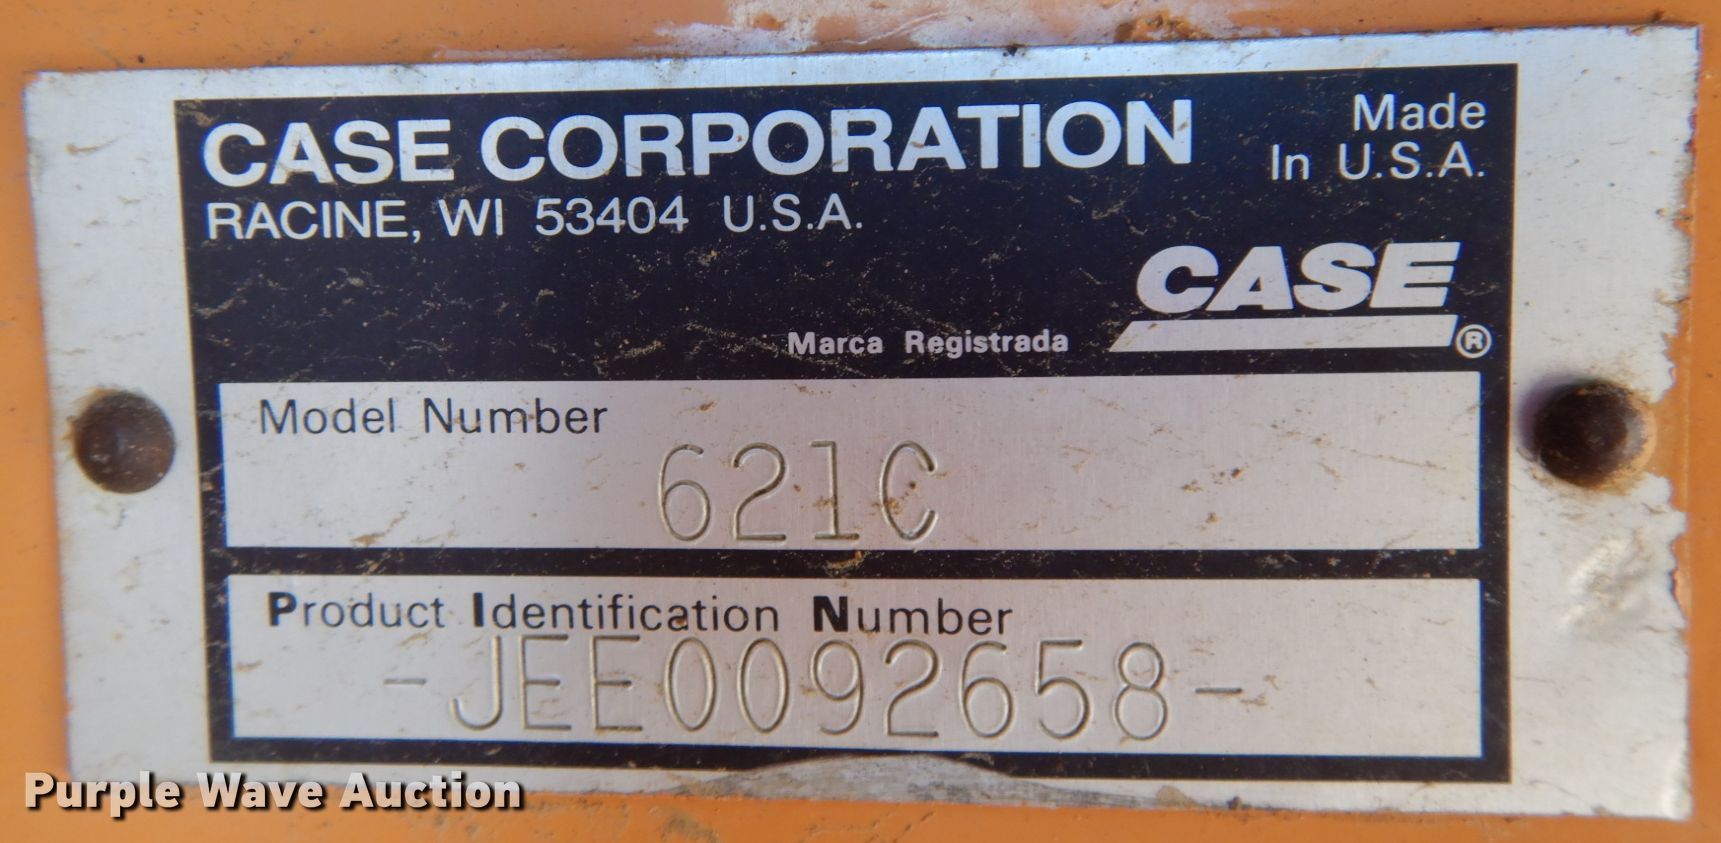 CASE CORPORATION
RACINE, WI 53404 U.S.A.
Made
In U.S.A.
CASE
Marca Registrada ®
Model Number
621C
Product Identification Number
-JEE0092658-
Purple Wave Auction